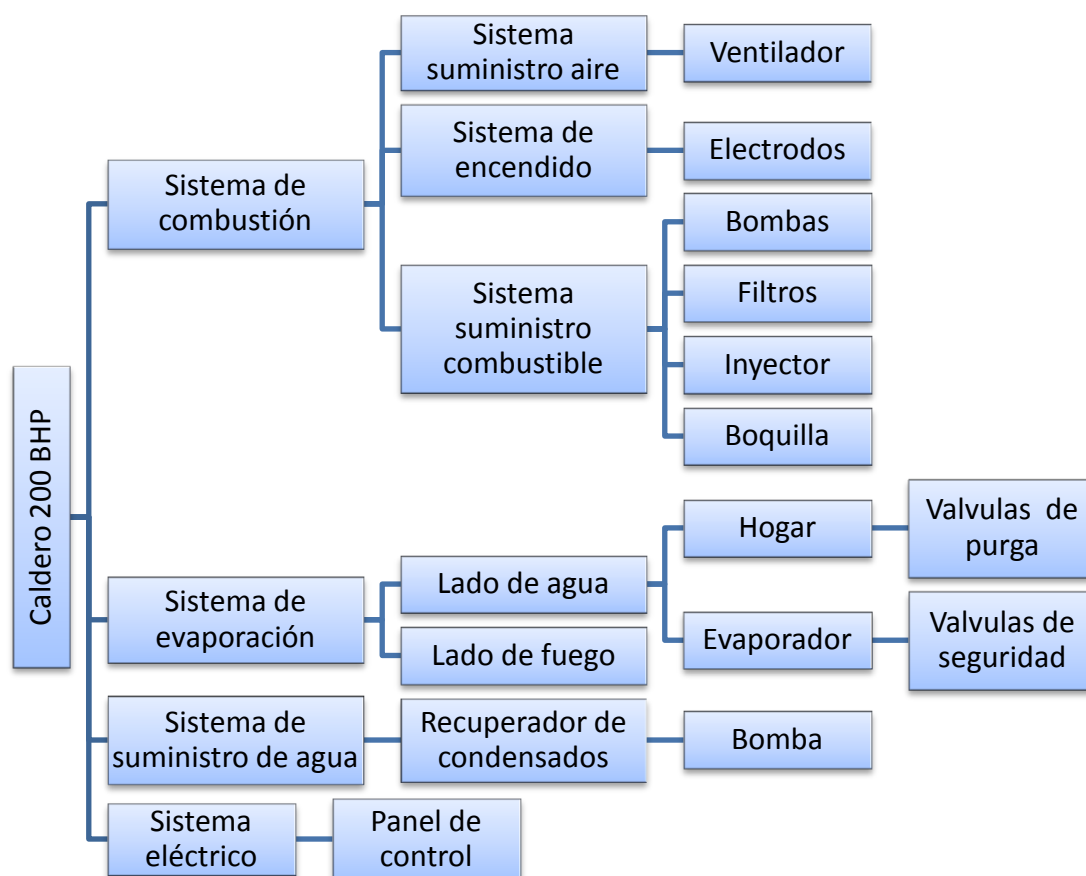 Caldero 200 BHP
Sistema de
combustión
Sistema
suministro aire
Ventilador
Sistema de
encendido
Electrodos
Sistema
suministro
combustible
Bombas
Filtros
Inyector
Boquilla
Sistema de
evaporación
Lado de agua
Hogar
Valvulas de
purga
Evaporador
Valvulas de
seguridad
Lado de fuego
Sistema de
suministro de agua
Recuperador de
condensados
Bomba
Sistema
eléctrico
Panel de
control